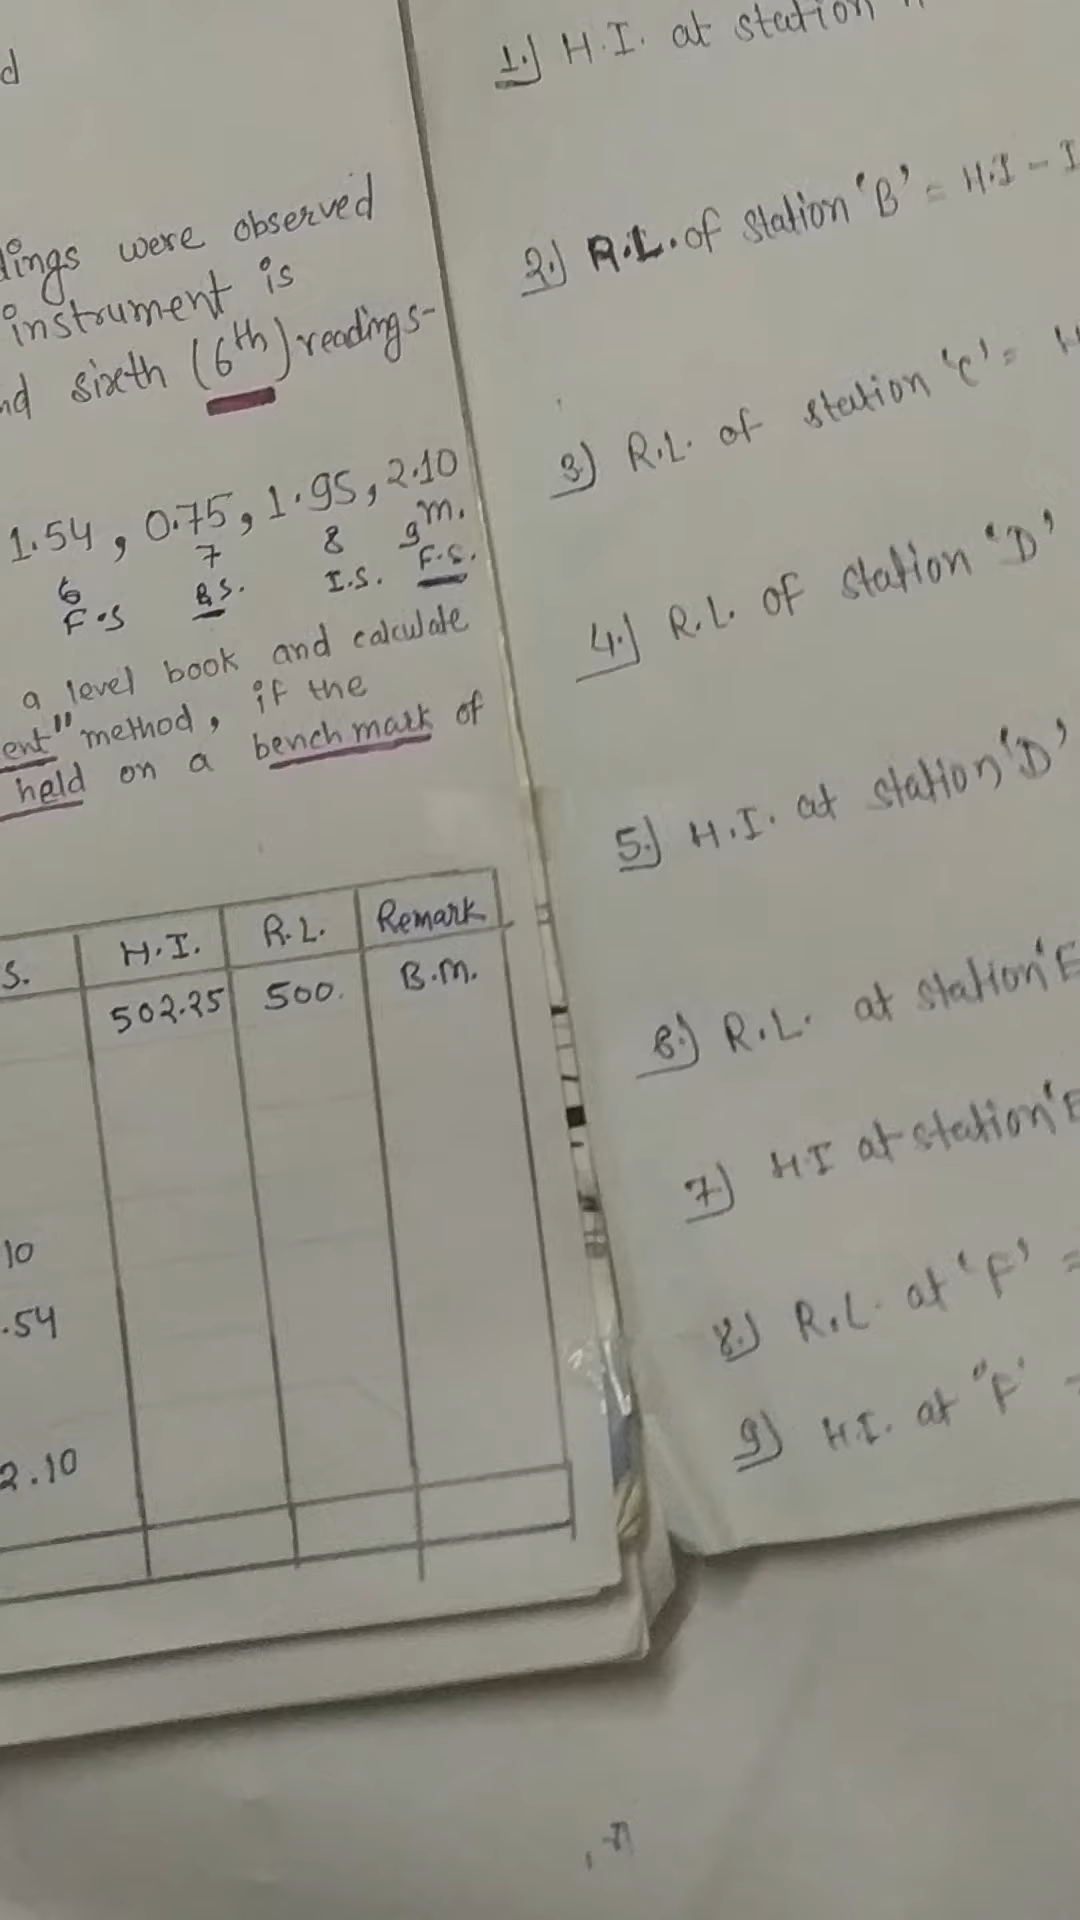 d
dings were observed
instrument is
nd sixth (6th) readings-
1.54, 0.75, 1.95, 2.10 m.
6 7 8 9
F.S B.S. I.S. F.S.
a level book and calculate
ent" method, if the
held on a benchmark of
S. H.I. R.L. Remark
502.25 500. B.M.
10
.54
2.10
1.) H.I. at station
2.) R.L. of station 'B' = H.I - I
3.) R.L. of station 'C' = H
4.) R.L. of station 'D'
5.) H.I. at station 'D'
6.) R.L. at station 'E
7.) H.I at station 'E
8.) R.L. at 'F' =
9.) H.I. at "F' -